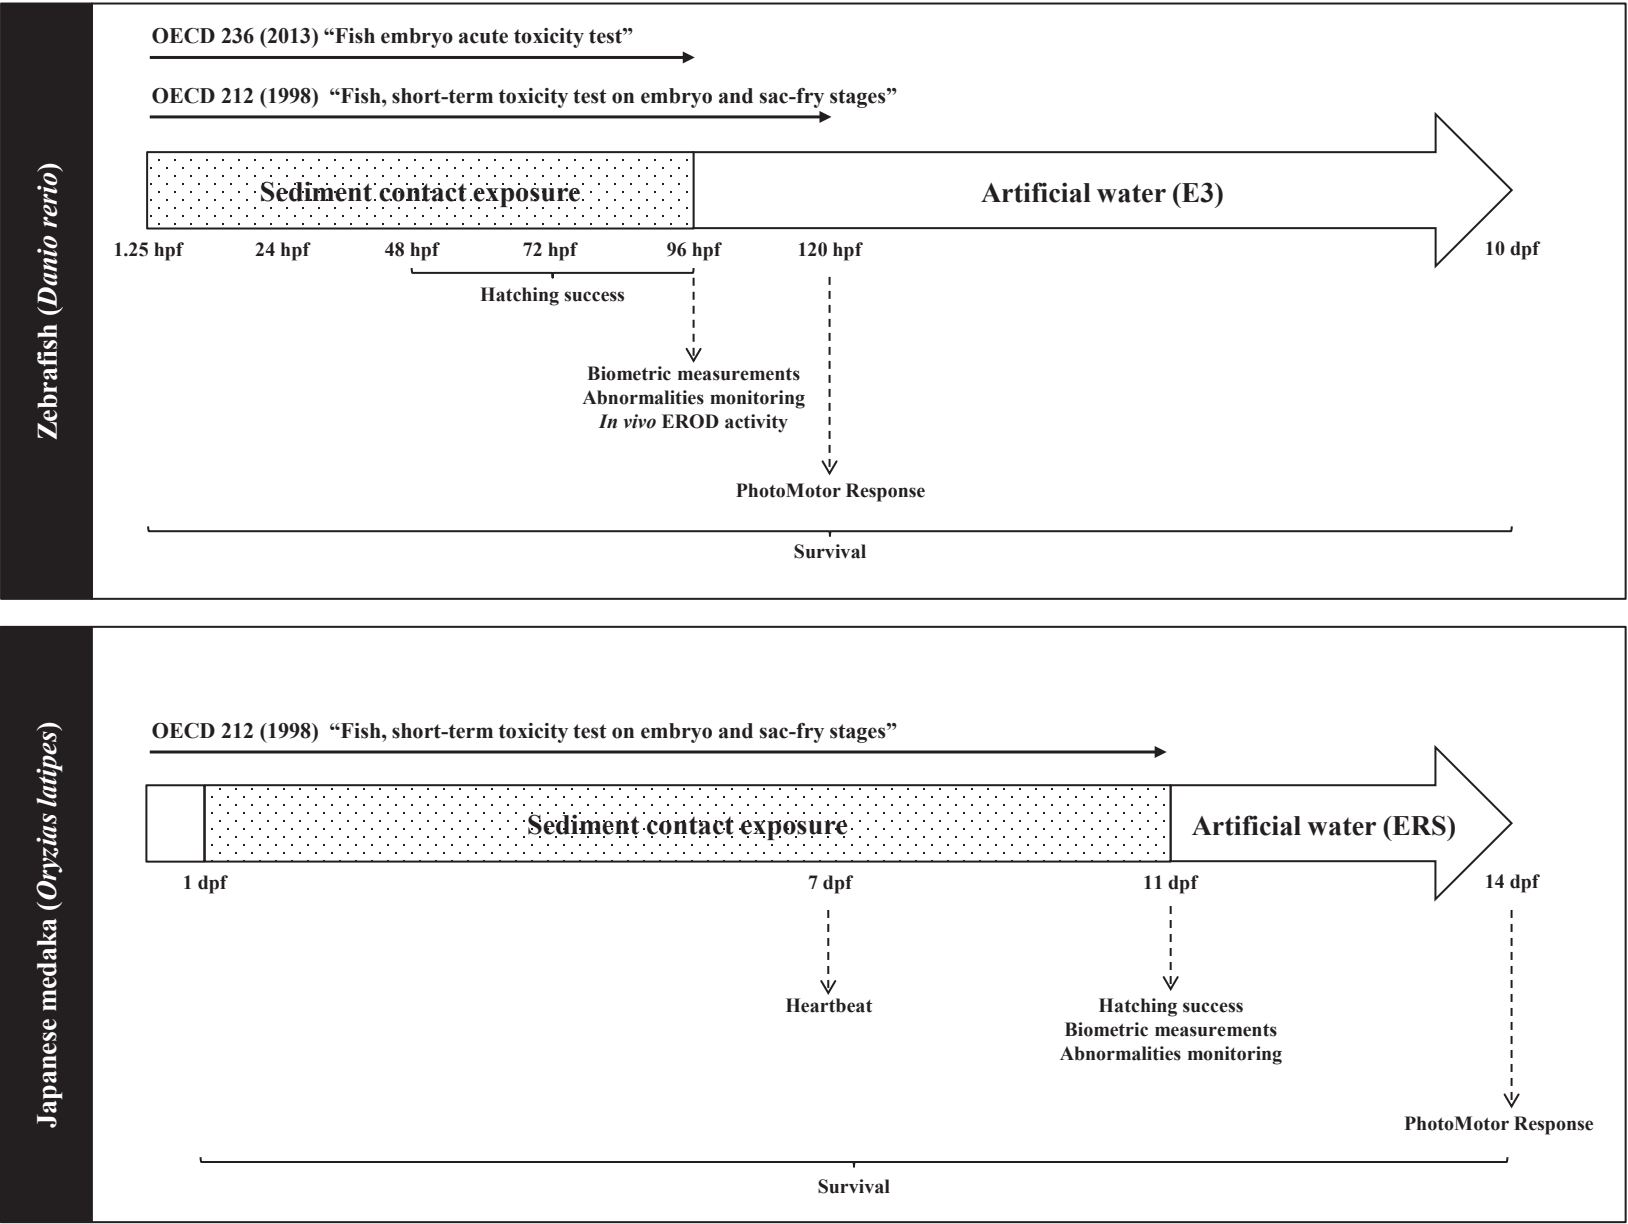 Zebrafish (Danio rerio)
OECD 236 (2013) “Fish embryo acute toxicity test”
OECD 212 (1998) “Fish, short-term toxicity test on embryo and sac-fry stages”
Sediment contact exposure
Artificial water (E3)
1.25 hpf
24 hpf
48 hpf
72 hpf
96 hpf
120 hpf
10 dpf
Hatching success
Biometric measurements
Abnormalities monitoring
In vivo EROD activity
PhotoMotor Response
Survival
Japanese medaka (Oryzias latipes)
OECD 212 (1998) “Fish, short-term toxicity test on embryo and sac-fry stages”
Sediment contact exposure
Artificial water (ERS)
1 dpf
7 dpf
11 dpf
14 dpf
Heartbeat
Hatching success
Biometric measurements
Abnormalities monitoring
PhotoMotor Response
Survival